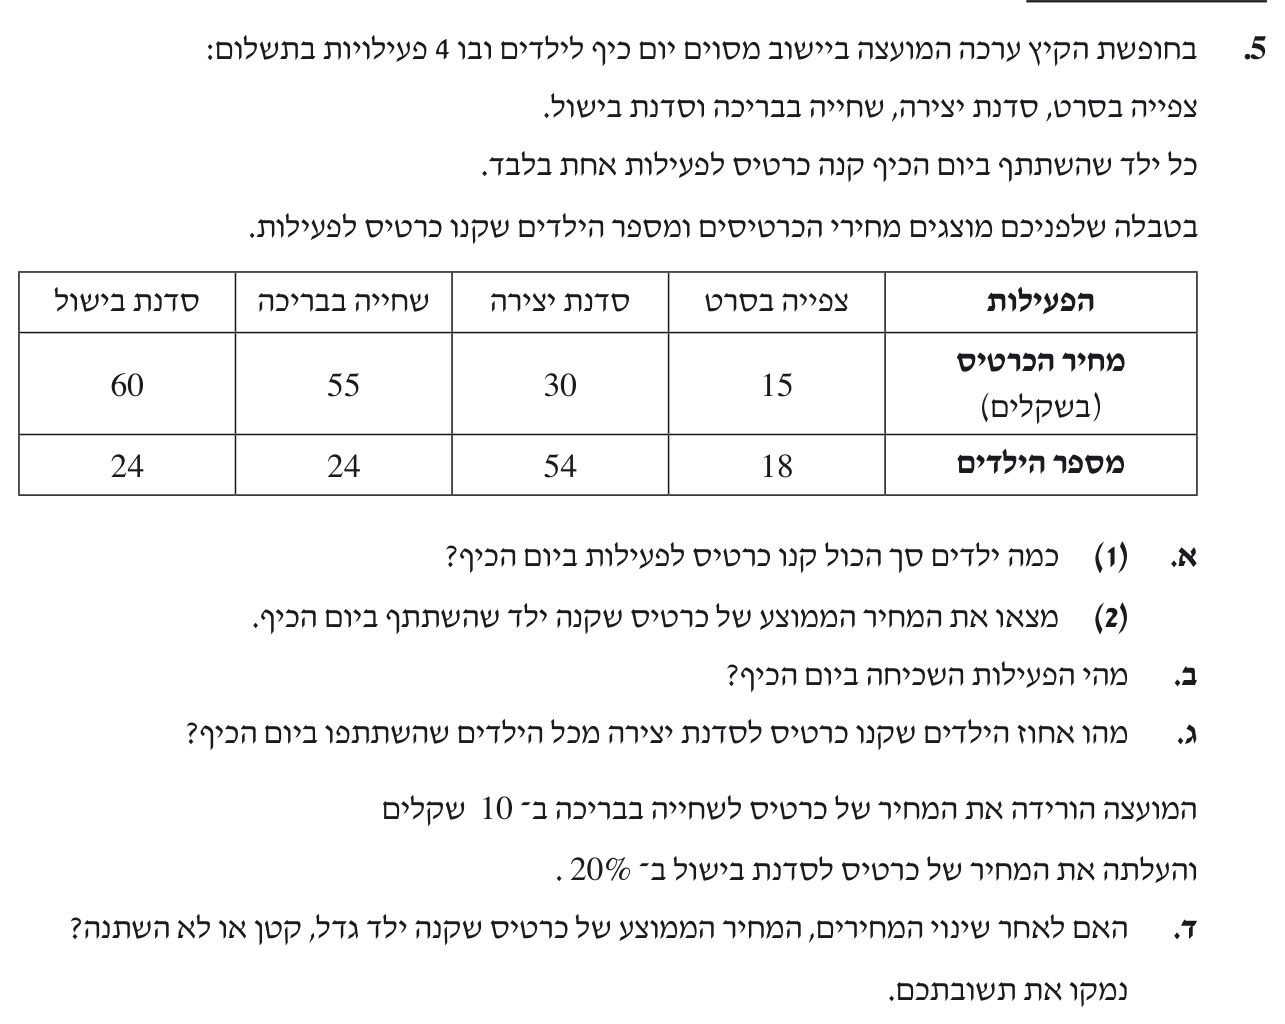 5. בחופשת הקיץ ערכה המועצה ביישוב מסוים יום כיף לילדים ובו 4 פעילויות בתשלום:
צפייה בסרט, סדנת יצירה, שחייה בבריכה וסדנת בישול.
כל ילד שהשתתף ביום הכיף קנה כרטיס לפעילות אחת בלבד.
בטבלה שלפניכם מוצגים מחירי הכרטיסים ומספר הילדים שקנו כרטיס לפעילות.
הפעילות צפייה בסרט סדנת יצירה שחייה בבריכה סדנת בישול
מחיר הכרטיס (בשקלים) 15 30 55 60
מספר הילדים 18 54 24 24
א. (1) כמה ילדים סך הכול קנו כרטיס לפעילות ביום הכיף?
(2) מצאו את המחיר הממוצע של כרטיס שקנה ילד שהשתתף ביום הכיף.
ב. מהי הפעילות השכיחה ביום הכיף?
ג. מהו אחוז הילדים שקנו כרטיס לסדנת יצירה מכל הילדים שהשתתפו ביום הכיף?
המועצה הורידה את המחיר של כרטיס לשחייה בבריכה ב־ 10 שקלים
והעלתה את המחיר של כרטיס לסדנת בישול ב־ 20% .
ד. האם לאחר שינוי המחירים, המחיר הממוצע של כרטיס שקנה ילד גדל, קטן או לא השתנה?
נמקו את תשובתכם.